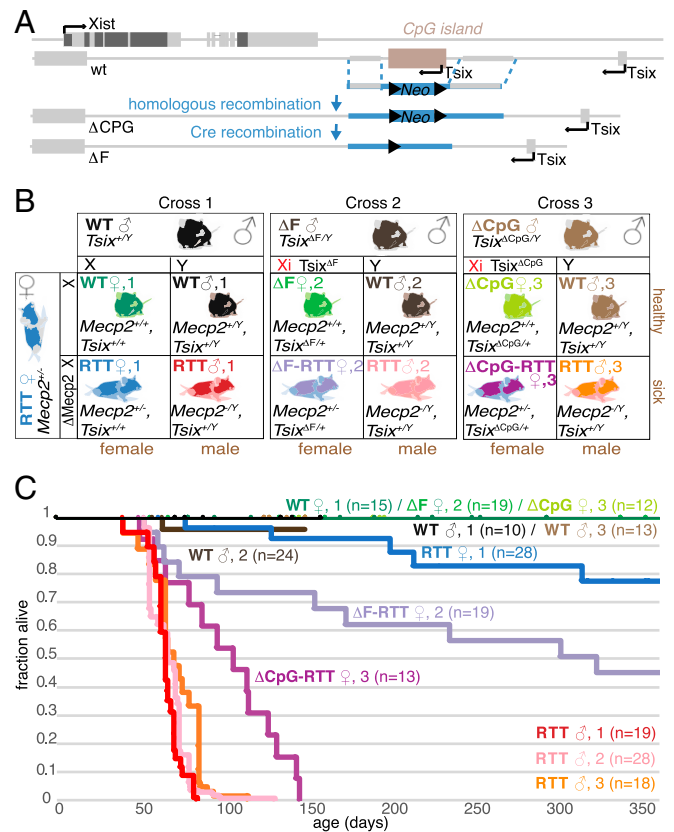 A
Xist
CpG island
wt
Tsix
Tsix
Neo
homologous recombination
Neo
ΔCPG
Tsix
Cre recombination
ΔF
Tsix
B
Cross 1
Cross 2
Cross 3
WT ♂
Tsix+/Y
♂
ΔF ♂
TsixΔF/Y
♂
ΔCpG ♂
TsixΔCpG/Y
♂
X
Y
Xi TsixΔF
Y
Xi TsixΔCpG
Y
♀
RTT ♀
Mecp2+/-
X
WT♀,1
Mecp2+/+,
Tsix+/+
WT♂,1
Mecp2+/Y,
Tsix+/Y
ΔF♀,2
Mecp2+/+,
TsixΔF/+
WT♂,2
Mecp2+/Y,
Tsix+/Y
ΔCpG♀,3
Mecp2+/+,
TsixΔCpG/+
WT♂,3
Mecp2+/Y,
Tsix+/Y
healthy
ΔMecp2 X
RTT♀,1
Mecp2+/-,
Tsix+/+
RTT♂,1
Mecp2-/Y,
Tsix+/Y
ΔF-RTT♀,2
Mecp2+/-
TsixΔF/+
RTT♂,2
Mecp2-/Y,
Tsix+/Y
ΔCpG-RTT
♀,3
Mecp2+/-,
TsixΔCpG/+
RTT♂,3
Mecp2-/Y,
Tsix+/Y
sick
female
male
female
male
female
male
C
WT ♀, 1 (n=15) / ΔF ♀, 2 (n=19) / ΔCpG ♀, 3 (n=12)
WT ♂, 1 (n=10) / WT ♂, 3 (n=13)
WT ♂, 2 (n=24)
RTT ♀, 1 (n=28)
ΔF-RTT ♀, 2 (n=19)
ΔCpG-RTT ♀, 3 (n=13)
RTT ♂, 1 (n=19)
RTT ♂, 2 (n=28)
RTT ♂, 3 (n=18)
fraction alive
1
0.9
0.8
0.7
0.6
0.5
0.4
0.3
0.2
0.1
0
0 50 100 150 200 250 300 350
age (days)